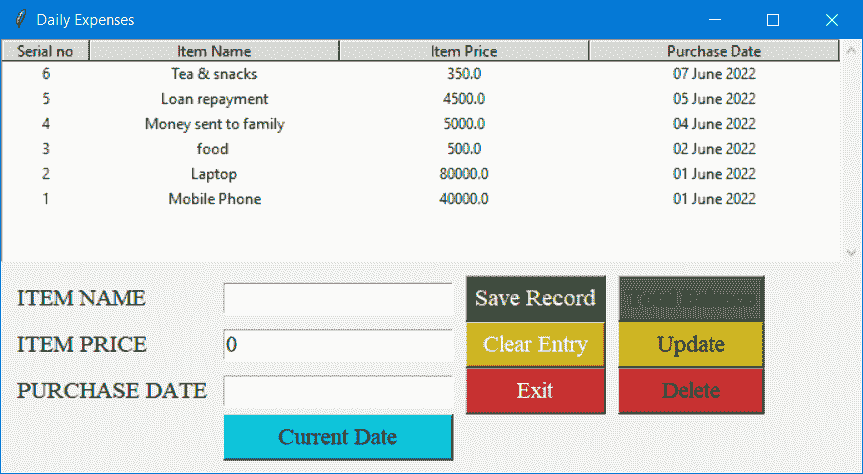 Daily Expenses
Serial no Item Name Item Price Purchase Date
6 Tea & snacks 350.0 07 June 2022
5 Loan repayment 4500.0 05 June 2022
4 Money sent to family 5000.0 04 June 2022
3 food 500.0 02 June 2022
2 Laptop 80000.0 01 June 2022
1 Mobile Phone 40000.0 01 June 2022
ITEM NAME Save Record
ITEM PRICE 0 Clear Entry Update
PURCHASE DATE Exit Delete
Current Date